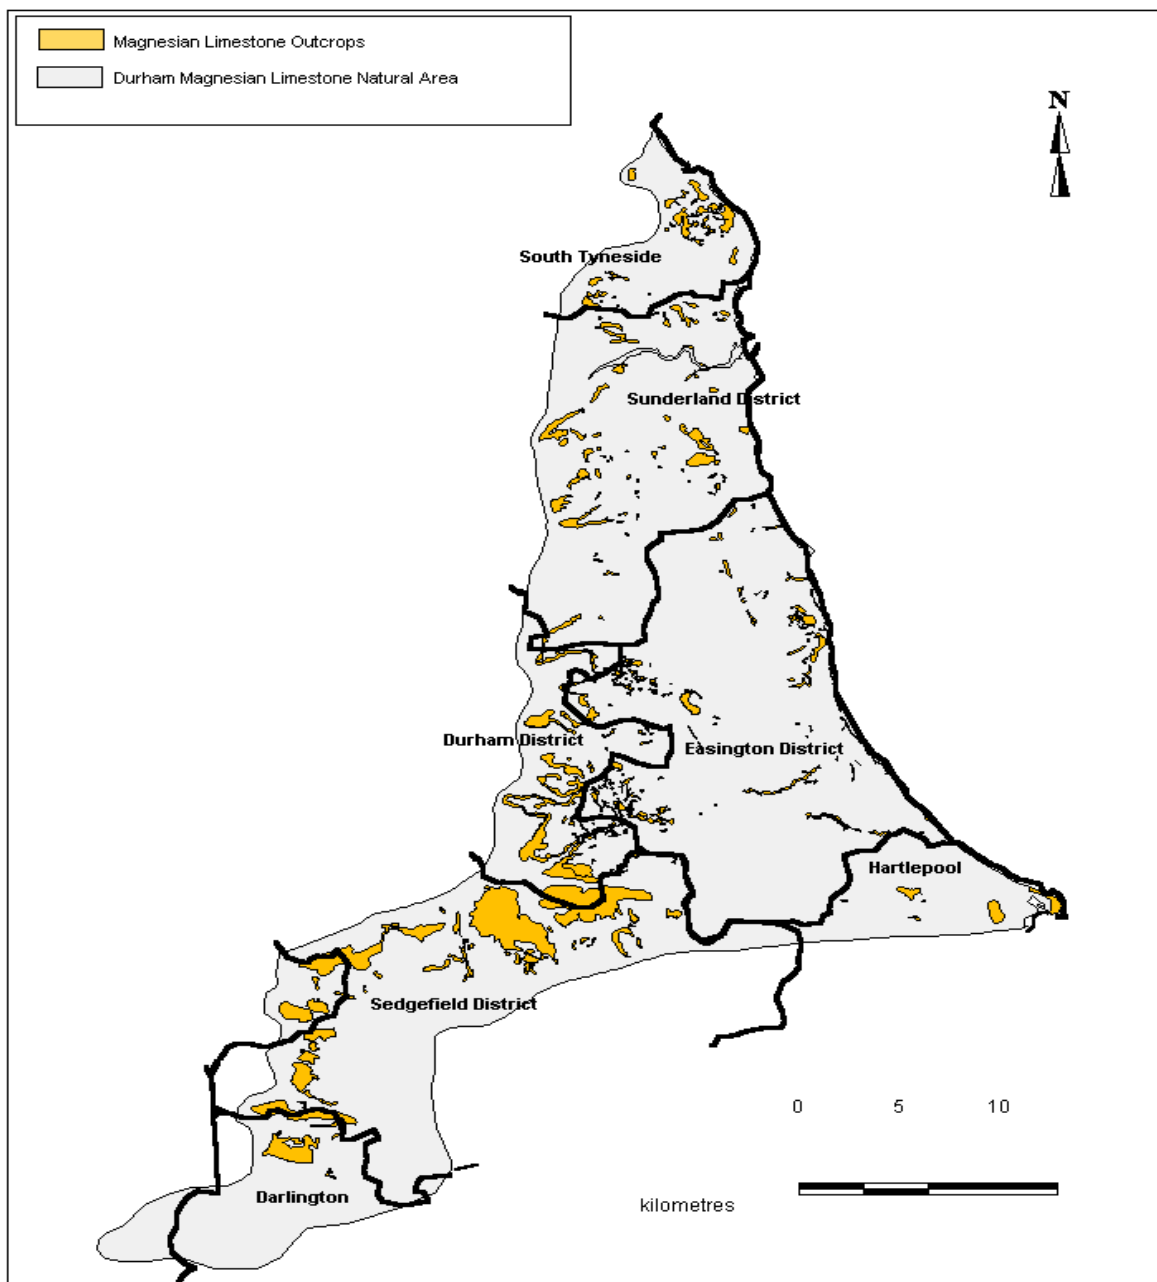 Magnesian Limestone Outcrops
Durham Magnesian Limestone Natural Area
N
South Tyneside
Sunderland District
Durham District
Easington District
Hartlepool
Sedgefield District
0 5 10
Darlington
kilometres